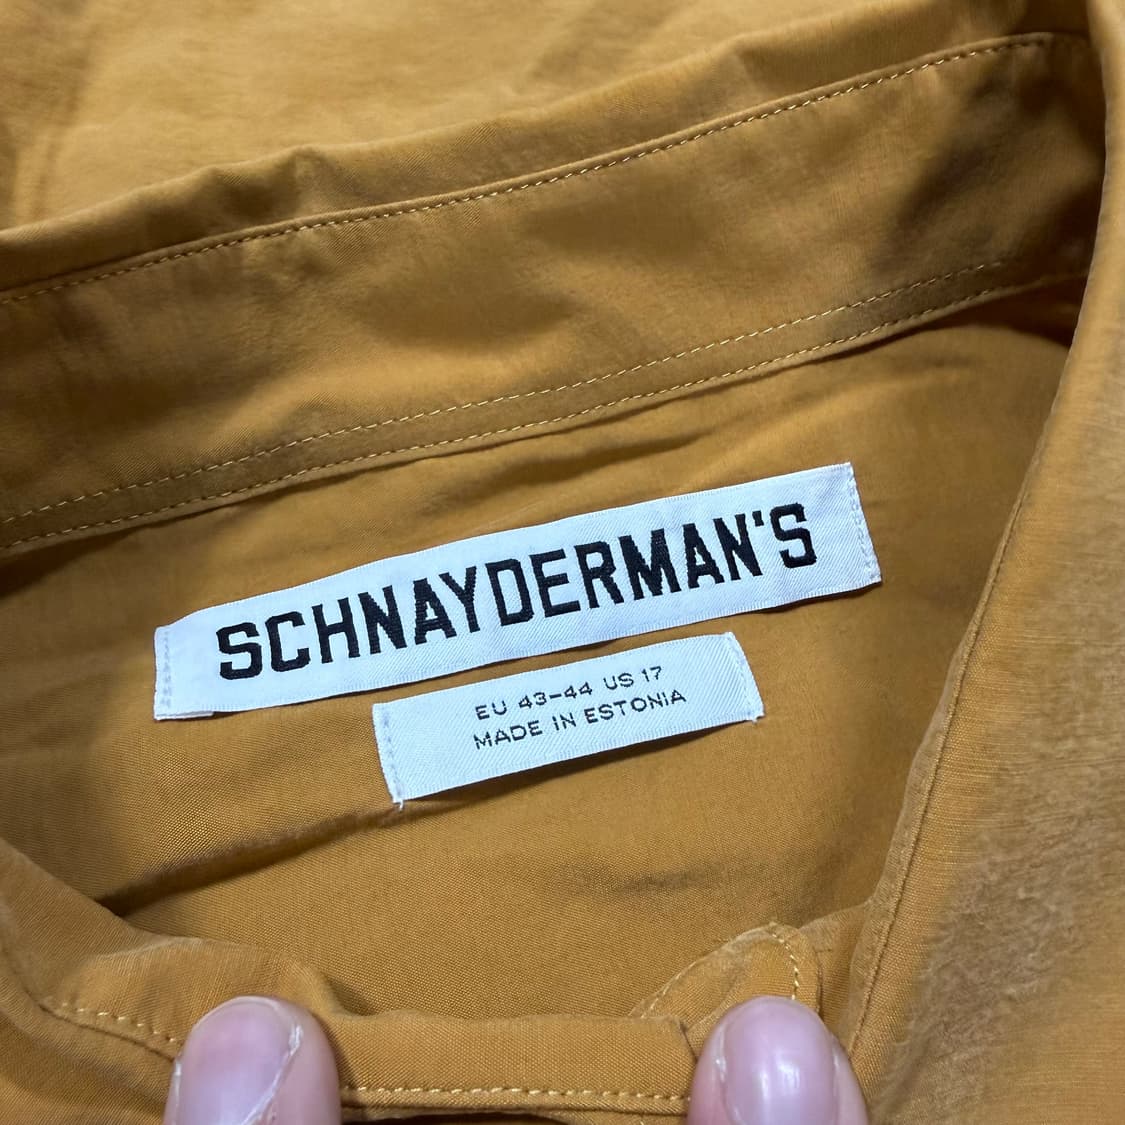 SCHNAYDERMAN'S
EU 43-44 US 17
MADE IN ESTONIA